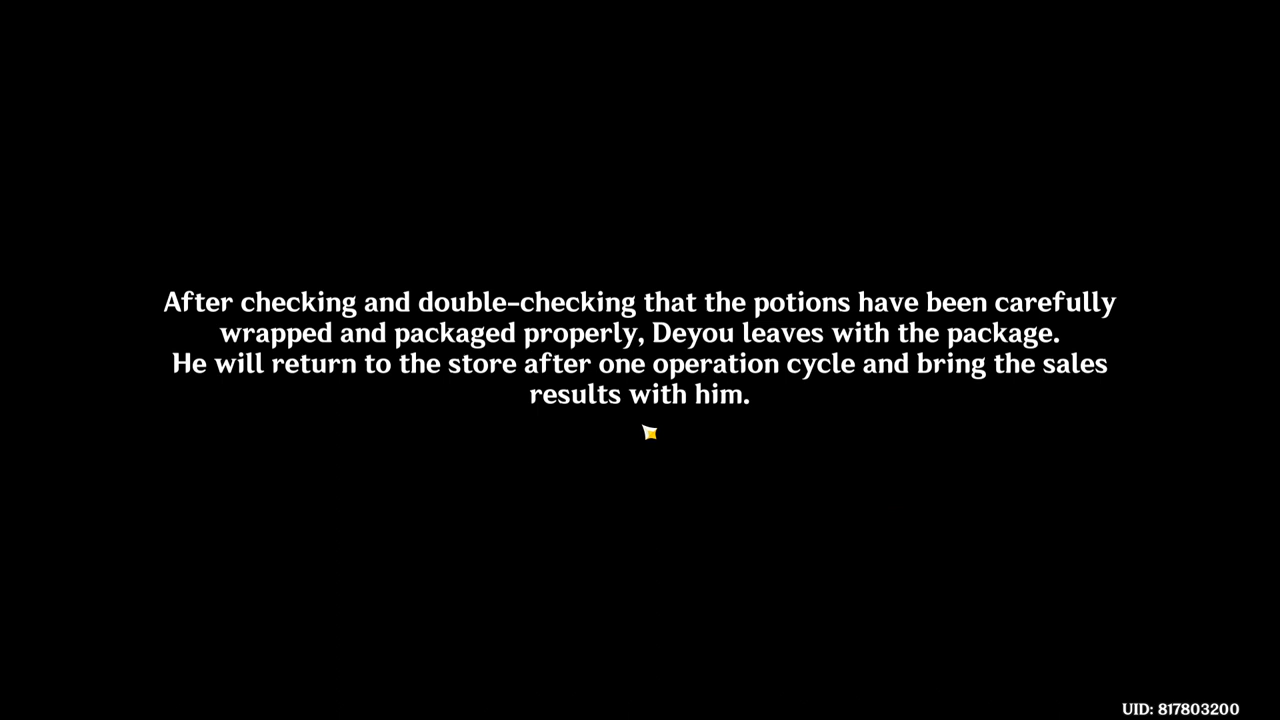 After checking and double-checking that the potions have been carefully
wrapped and packaged properly, Deyou leaves with the package.
He will return to the store after one operation cycle and bring the sales
results with him.
UID: 817803200